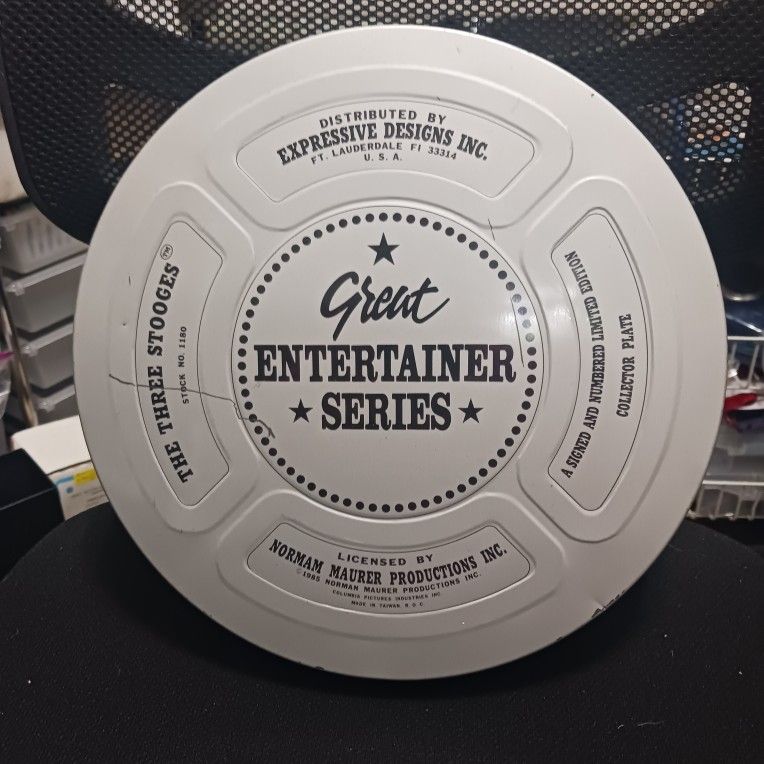 DISTRIBUTED BY
EXPRESSIVE DESIGNS INC.
FT. LAUDERDALE Fl 33314
U. S. A.
THE THREE STOOGES™
STOCK NO. 1180
Great
ENTERTAINER
SERIES
A SIGNED AND NUMBERED LIMITED EDITION
COLLECTOR PLATE
LICENSED BY
NORMAM MAURER PRODUCTIONS INC.
©1985 NORMAN MAURER PRODUCTIONS INC.
COLUMBIA PICTURES INDUSTRIES INC.
MADE IN TAIWAN, R.O.C.